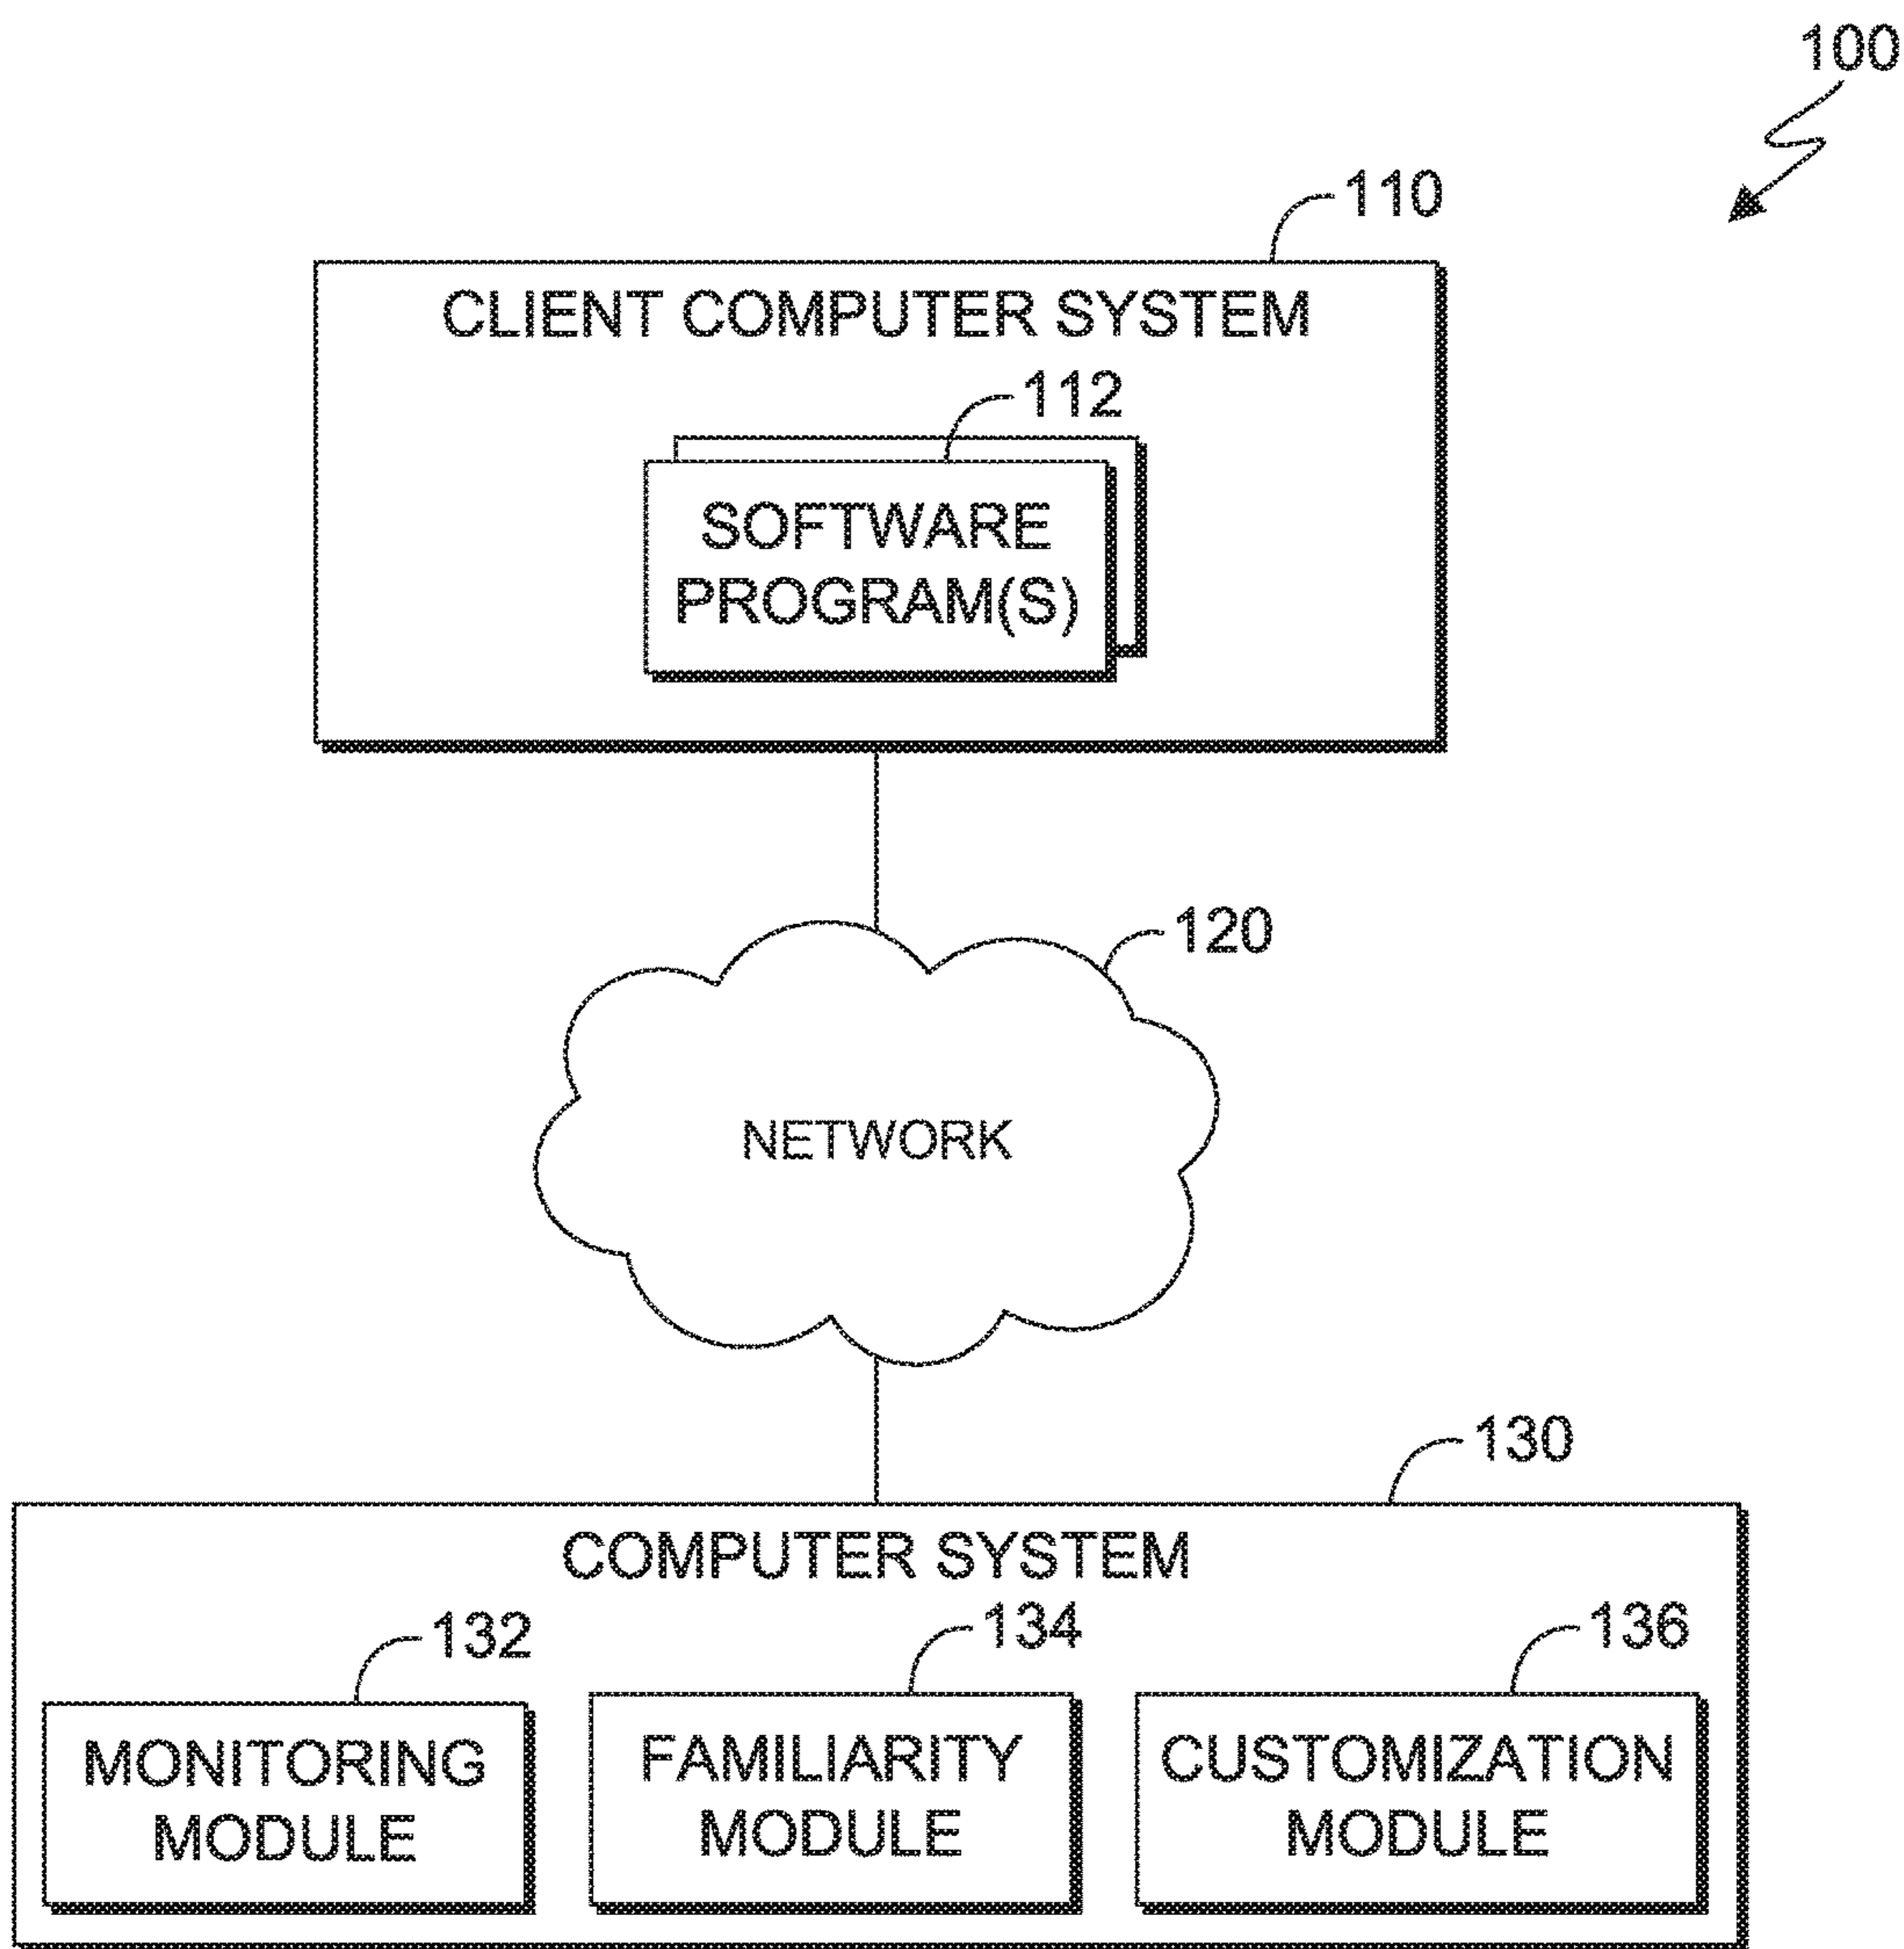 100
110
CLIENT COMPUTER SYSTEM
112
SOFTWARE
PROGRAM(S)
120
NETWORK
130
COMPUTER SYSTEM
132
134
136
MONITORING
MODULE
FAMILIARITY
MODULE
CUSTOMIZATION
MODULE